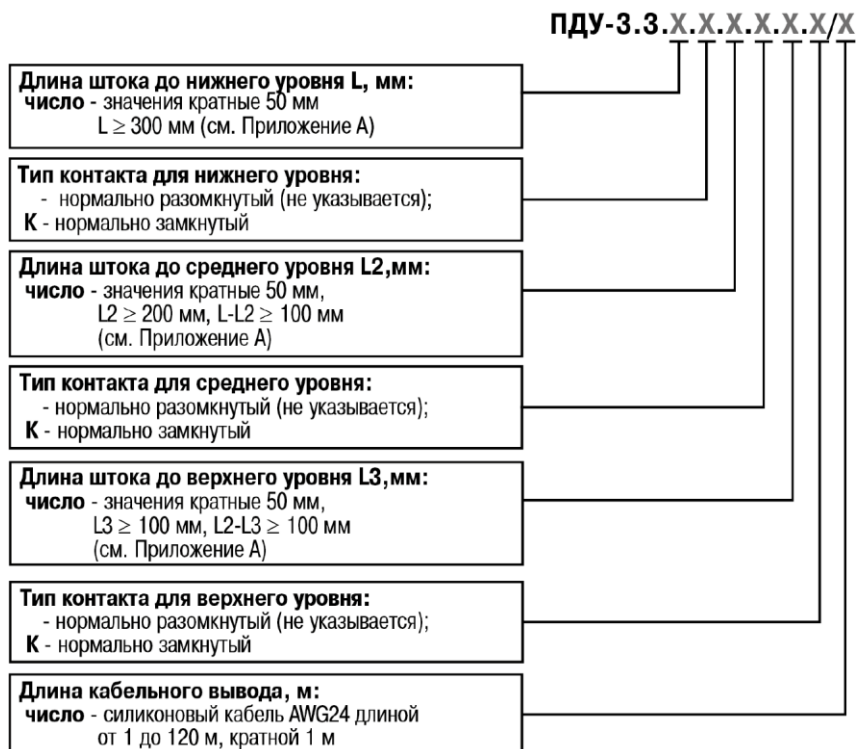 ПДУ-3.3.X.X.X.X.X.X/X
Длина штока до нижнего уровня L, мм:
число - значения кратные 50 мм
L ≥ 300 мм (см. Приложение А)
Тип контакта для нижнего уровня:
- нормально разомкнутый (не указывается);
К - нормально замкнутый
Длина штока до среднего уровня L2,мм:
число - значения кратные 50 мм,
L2 ≥ 200 мм, L-L2 ≥ 100 мм
(см. Приложение А)
Тип контакта для среднего уровня:
- нормально разомкнутый (не указывается);
К - нормально замкнутый
Длина штока до верхнего уровня L3,мм:
число - значения кратные 50 мм,
L3 ≥ 100 мм, L2-L3 ≥ 100 мм
(см. Приложение А)
Тип контакта для верхнего уровня:
- нормально разомкнутый (не указывается);
К - нормально замкнутый
Длина кабельного вывода, м:
число - силиконовый кабель AWG24 длиной
от 1 до 120 м, кратной 1 м